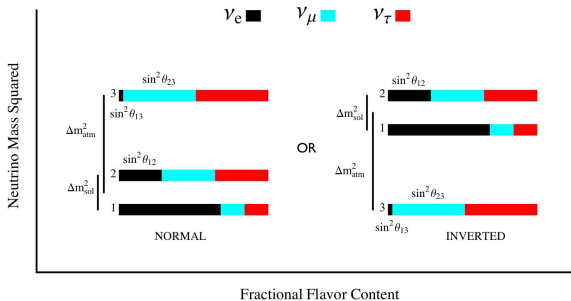 νe νμ ντ
Neutrino Mass Squared
sin²θ23
3
sin²θ13
Δm²atm
sin²θ12
2
Δm²sol
1
NORMAL
OR
sin²θ12
2
Δm²sol
1
Δm²atm
sin²θ23
3
sin²θ13
INVERTED
Fractional Flavor Content